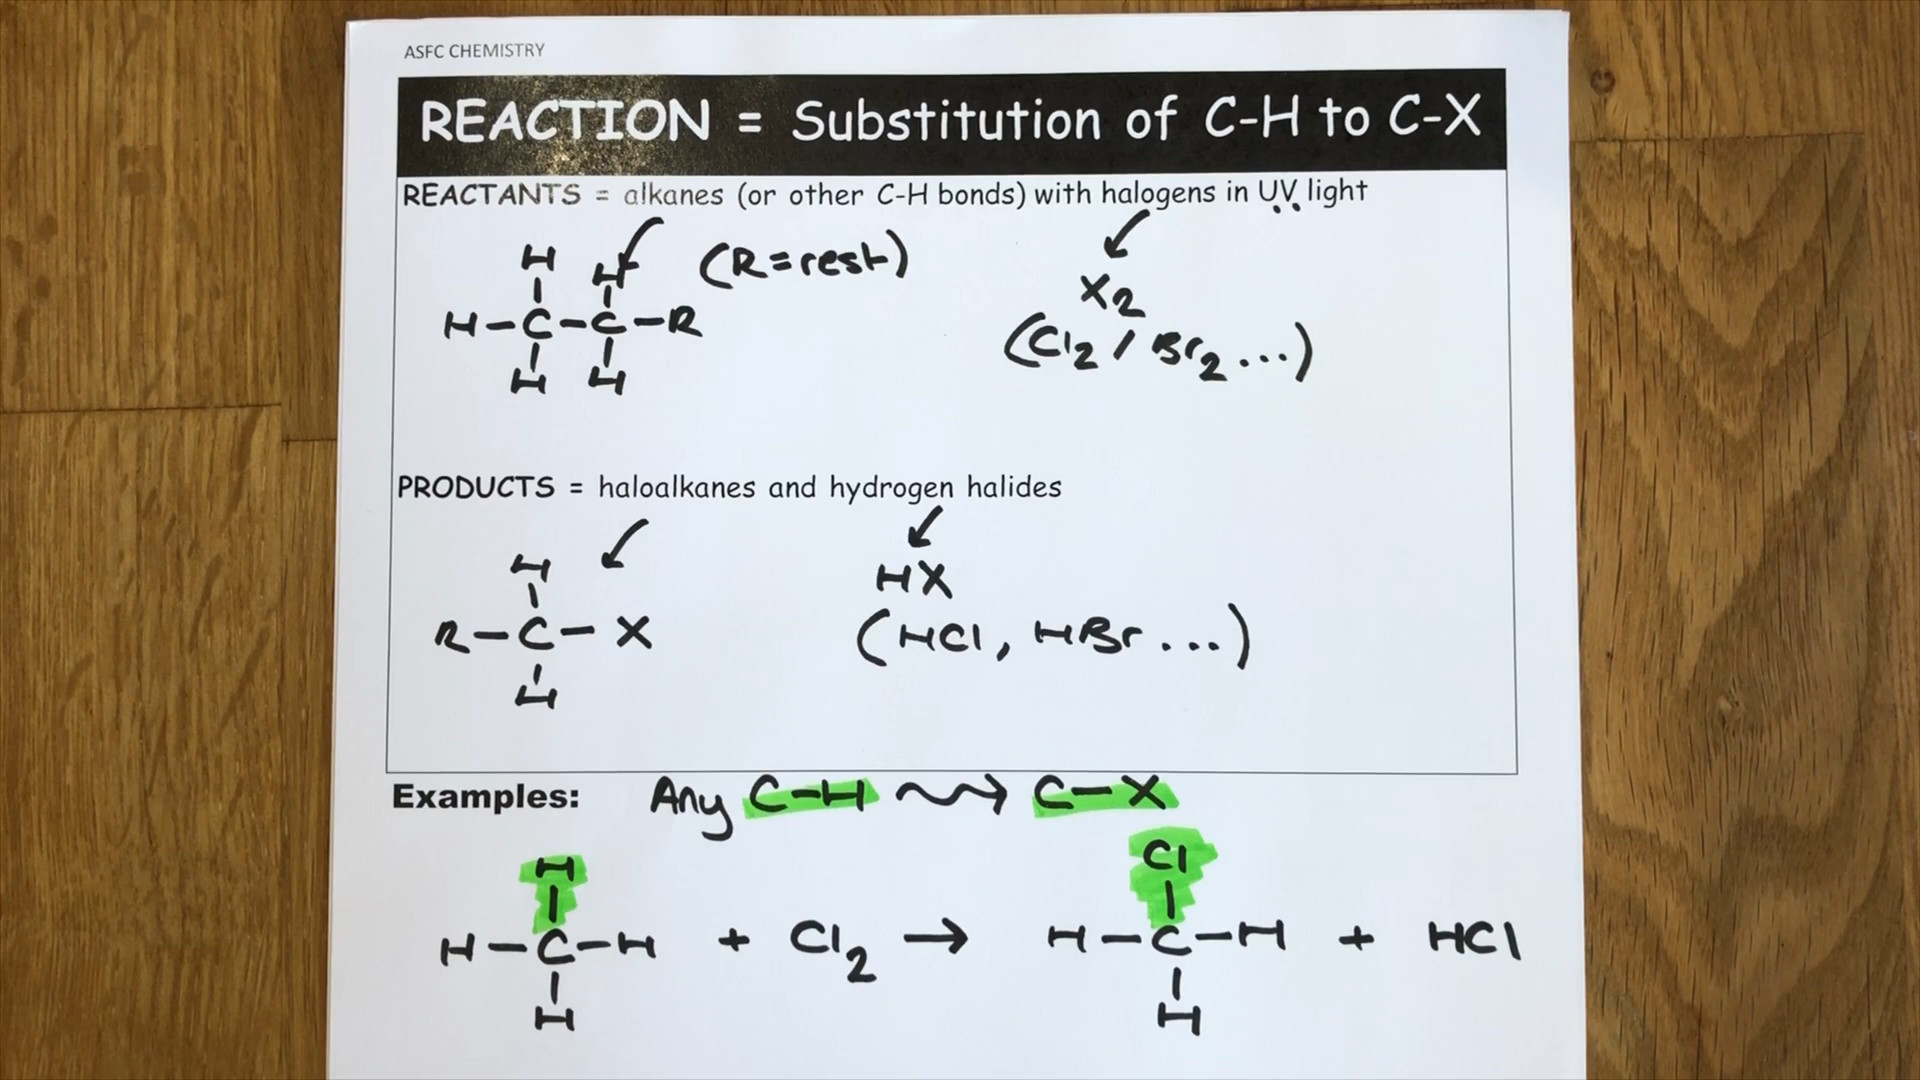 ASFC CHEMISTRY
REACTION = Substitution of C-H to C-X
REACTANTS = alkanes (or other C-H bonds) with halogens in UV light
H H (R=rest)
X2
H-C-C-R
(Cl2 / Br2 ...)
H H
PRODUCTS = haloalkanes and hydrogen halides
H
HX
R-C-X
(HCl, HBr ...)
H
Examples: Any C-H → C-X
H Cl
H-C-H + Cl2 → H-C-H + HCl
H H